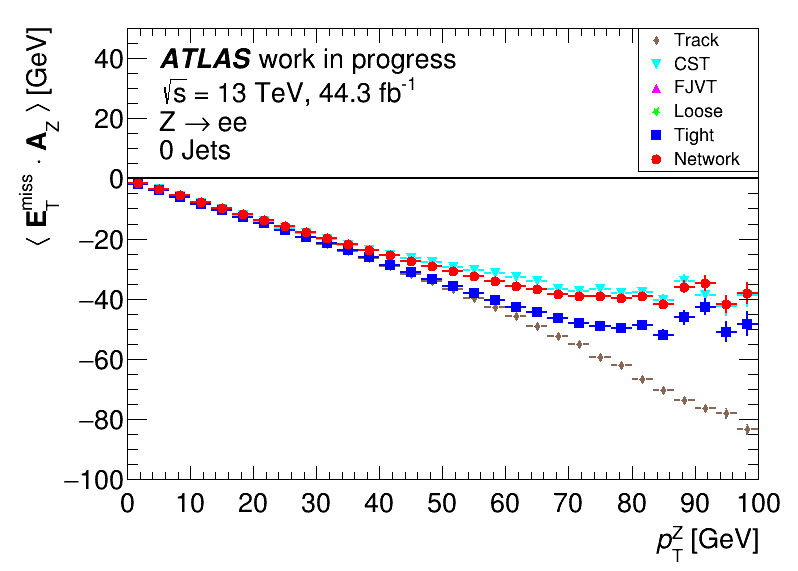 ATLAS work in progress
√s = 13 TeV, 44.3 fb⁻¹
Z → ee
0 Jets
Track
CST
FJVT
Loose
Tight
Network
⟨ E_T^miss · A_Z ⟩ [GeV]
40
20
0
−20
−40
−60
−80
−100
0 10 20 30 40 50 60 70 80 90 100
p_T^Z [GeV]